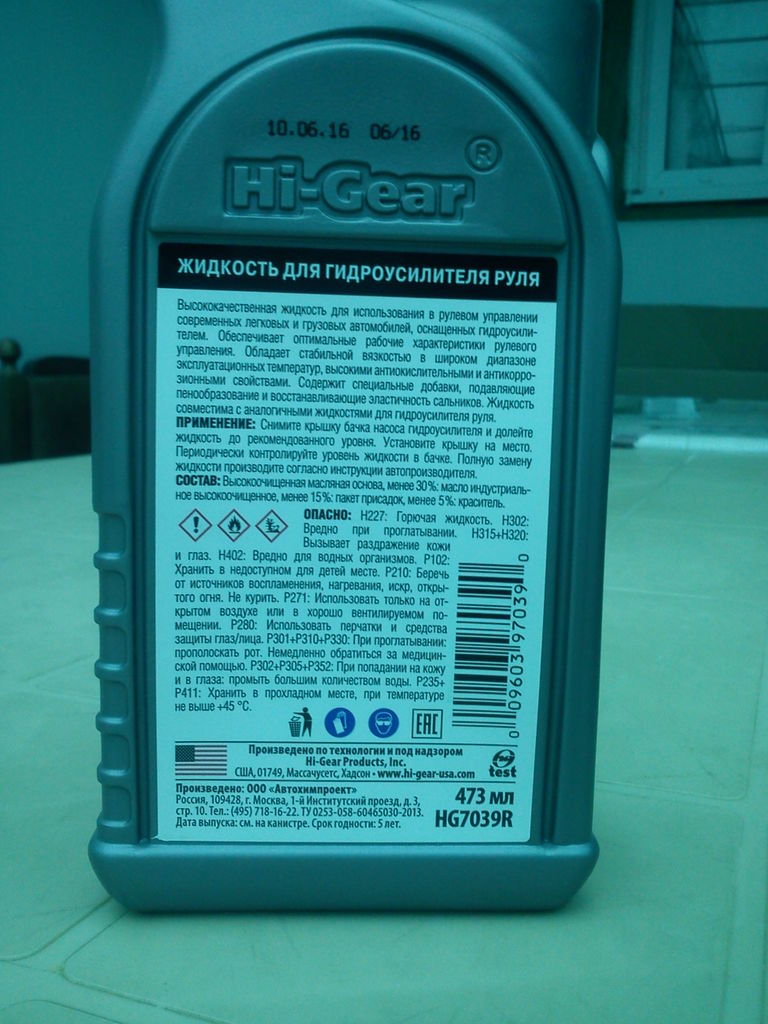 10.06.16 06/16
Hi-Gear ®
ЖИДКОСТЬ ДЛЯ ГИДРОУСИЛИТЕЛЯ РУЛЯ
Высококачественная жидкость для использования в рулевом управлении
современных легковых и грузовых автомобилей, оснащенных гидроусили-
телем. Обеспечивает оптимальные рабочие характеристики рулевого
управления. Обладает стабильной вязкостью в широком диапазоне
эксплуатационных температур, высокими антиокислительными и антикорро-
зионными свойствами. Содержит специальные добавки, подавляющие
пенообразование и восстанавливающие эластичность сальников. Жидкость
совместима с аналогичными жидкостями для гидроусилителя руля.
ПРИМЕНЕНИЕ: Снимите крышку бачка насоса гидроусилителя и долейте
жидкость до рекомендованного уровня. Установите крышку на место.
Периодически контролируйте уровень жидкости в бачке. Полную замену
жидкости производите согласно инструкции автопроизводителя.
СОСТАВ: Высокоочищенная масляная основа, менее 30%: масло индустриаль-
ное высокоочищенное, менее 15%: пакет присадок, менее 5%: краситель.
ОПАСНО: H227: Горючая жидкость. H302:
Вредно при проглатывании. H315+H320:
Вызывает раздражение кожи
и глаз. H402: Вредно для водных организмов. P102:
Хранить в недоступном для детей месте. P210: Беречь
от источников воспламенения, нагревания, искр, откры-
того огня. Не курить. P271: Использовать только на от-
крытом воздухе или в хорошо вентилируемом по-
мещении. P280: Использовать перчатки и средства
защиты глаз/лица. P301+P310+P330: При проглатывании:
прополоскать рот. Немедленно обратиться за медицин-
ской помощью. P302+P305+P352: При попадании на кожу
и в глаза: промыть большим количеством воды. P235+
P411: Хранить в прохладном месте, при температуре
не выше +45 °C.
0 09603 97039 0
EAC
Произведено по технологии и под надзором
Hi-Gear Products, Inc.
США, 01749, Массачусетс, Хадсон • www.hi-gear-usa.com
test
Произведено: ООО «Автохимпроект»
Россия, 109428, г. Москва, 1-й Институтский проезд, д. 3,
стр. 10. Тел.: (495) 718-16-22. ТУ 0253-058-60465030-2013.
Дата выпуска: см. на канистре. Срок годности: 5 лет.
473 мл
HG7039R